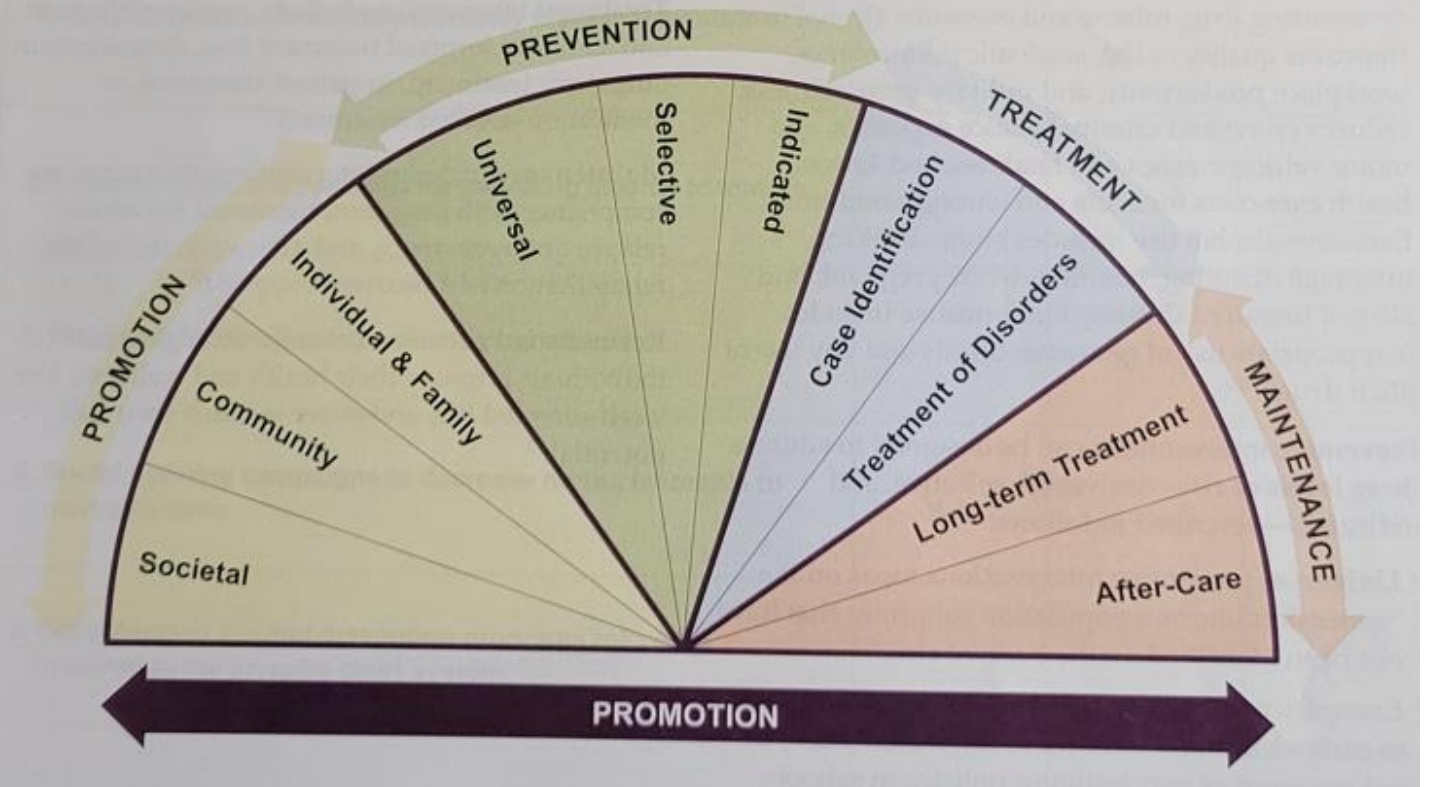 PREVENTION
TREATMENT
PROMOTION
MAINTENANCE
Societal
Community
Individual & Family
Universal
Selective
Indicated
Case Identification
Treatment of Disorders
Long-term Treatment
After-Care
PROMOTION